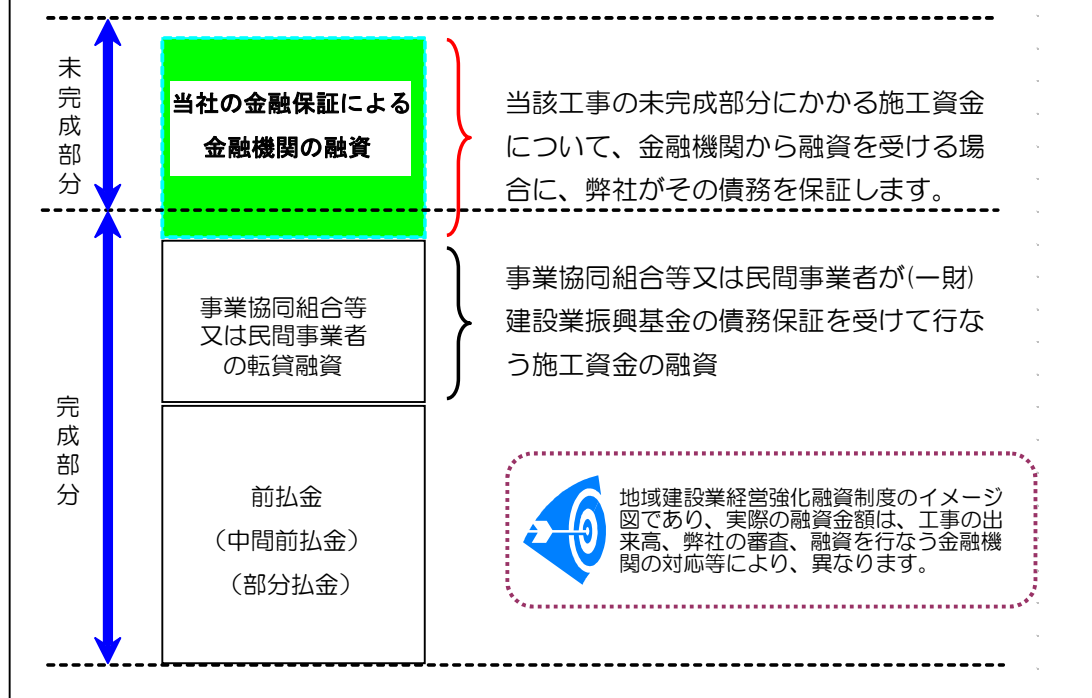 未完成部分
当社の金融保証による
金融機関の融資
当該工事の未完成部分にかかる施工資金
について、金融機関から融資を受ける場
合に、弊社がその債務を保証します。
事業協同組合等
又は民間事業者
の転貸融資
事業協同組合等又は民間事業者が(一財)
建設業振興基金の債務保証を受けて行な
う施工資金の融資
完成部分
前払金
（中間前払金）
（部分払金）
地域建設業経営強化融資制度のイメージ
図であり、実際の融資金額は、工事の出
来高、弊社の審査、融資を行なう金融機
関の対応等により、異なります。